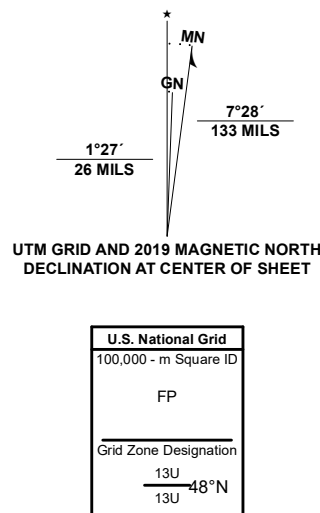 ★
MN
GN
7°28´
133 MILS
1°27´
26 MILS
UTM GRID AND 2019 MAGNETIC NORTH
DECLINATION AT CENTER OF SHEET
U.S. National Grid
100,000 - m Square ID
FP
Grid Zone Designation
13U
48°N
13U